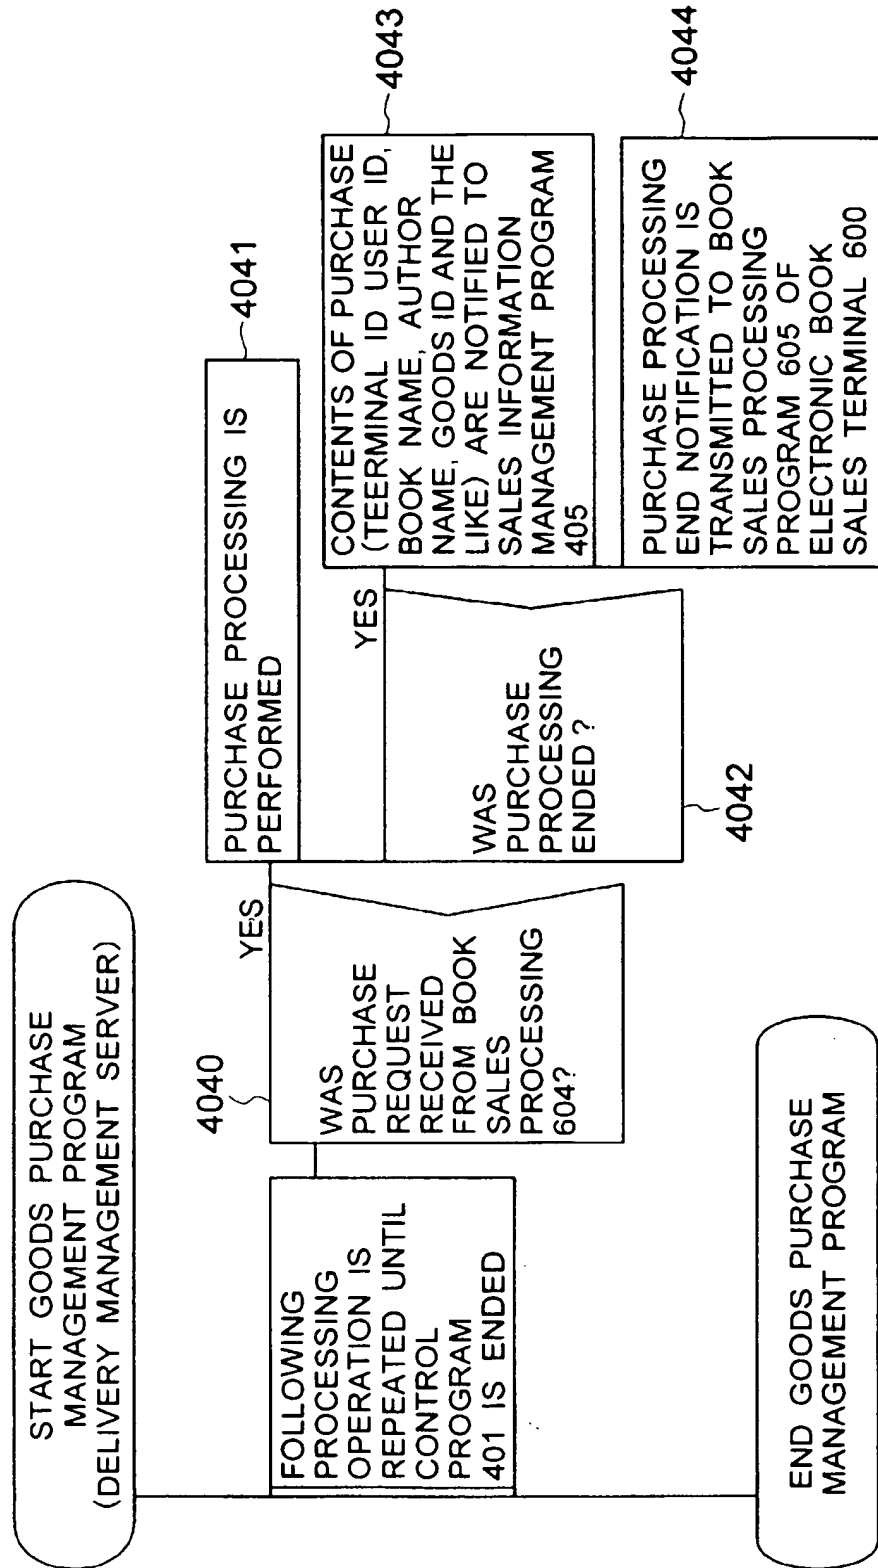 START GOODS PURCHASE
MANAGEMENT PROGRAM
(DELIVERY MANAGEMENT SERVER)
FOLLOWING
PROCESSING
OPERATION IS
REPEATED UNTIL
CONTROL
PROGRAM
401 IS ENDED
4040
WAS
PURCHASE
REQUEST
RECEIVED
FROM BOOK
SALES
PROCESSING
604?
YES
4041
PURCHASE PROCESSING IS
PERFORMED
WAS
PURCHASE
PROCESSING
ENDED?
4042
YES
4043
CONTENTS OF PURCHASE
(TEERMINAL ID USER ID,
BOOK NAME, AUTHOR
NAME, GOODS ID AND THE
LIKE) ARE NOTIFIED TO
SALES INFORMATION
MANAGEMENT PROGRAM
405
4044
PURCHASE PROCESSING
END NOTIFICATION IS
TRANSMITTED TO BOOK
SALES PROCESSING
PROGRAM 605 OF
ELECTRONIC BOOK
SALES TERMINAL 600
END GOODS PURCHASE
MANAGEMENT PROGRAM